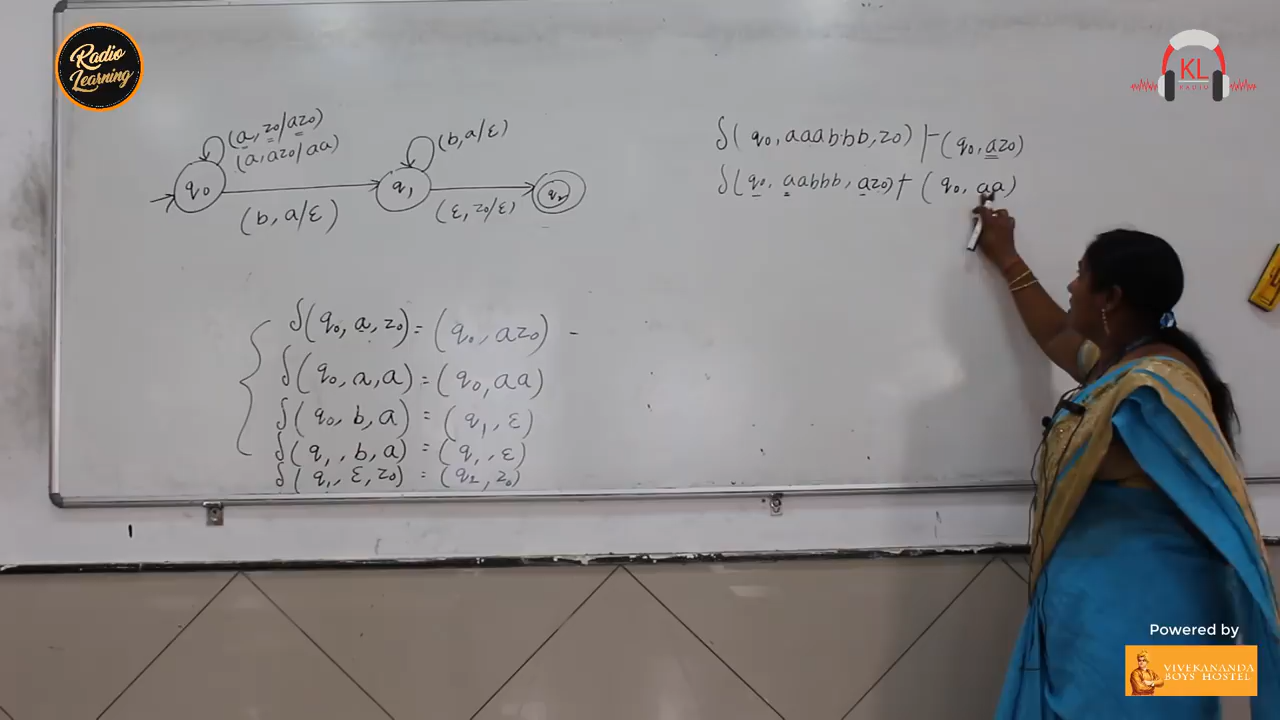 Radio
Learning
KL
RADIO
(a, z0/az0)
(a, az0/aa)
q0
(b, a/ε)
q1
(b, a/ε)
(ε, z0/ε)
q2
δ(q0, aaabbb, z0) ⊢ (q0, az0)
δ(q0, aabbb, az0) ⊢ (q0, aa)
δ(q0, a, z0) = (q0, az0) -
δ(q0, a, a) = (q0, aa)
δ(q0, b, a) = (q1, ε)
δ(q1, b, a) = (q1, ε)
δ(q1, ε, z0) = (q2, z0)
Powered by
VIVEKANANDA
BOYS HOSTEL